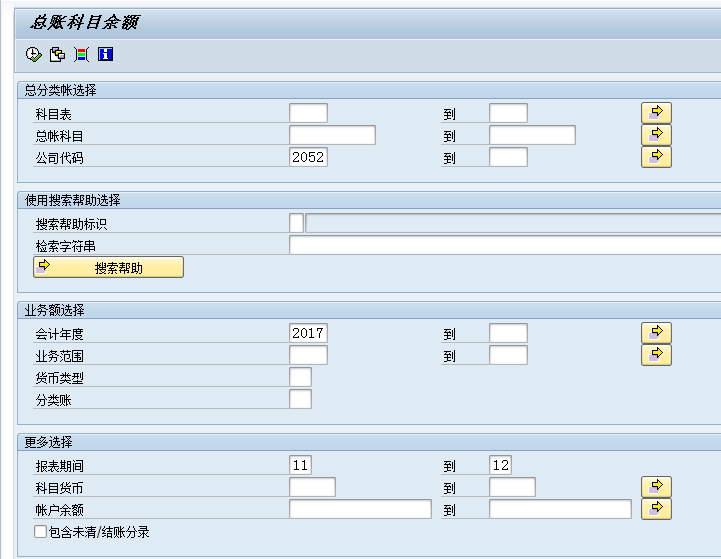 总账科目余额
总分类帐选择
科目表 到
总帐科目 到
公司代码 2052 到
使用搜索帮助选择
搜索帮助标识
检索字符串
搜索帮助
业务额选择
会计年度 2017 到
业务范围 到
货币类型
分类账
更多选择
报表期间 11 到 12
科目货币 到
帐户余额 到
包含未清/结账分录